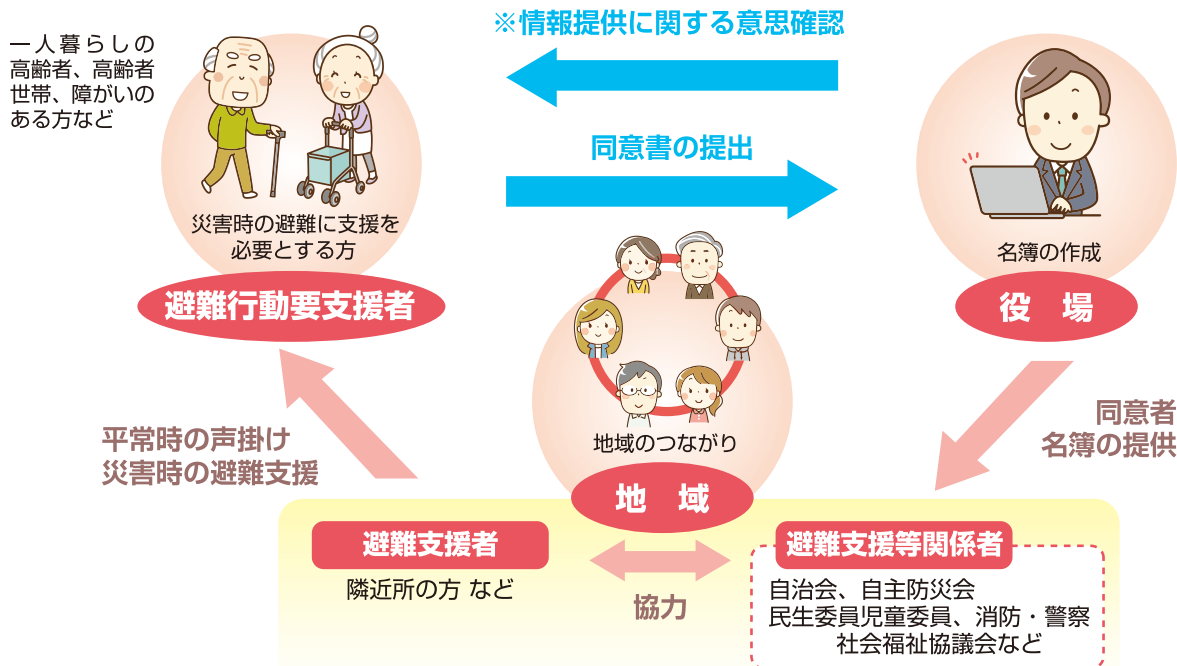 ※情報提供に関する意思確認
一人暮らしの
高齢者、高齢者
世帯、障がいの
ある方など
同意書の提出
災害時の避難に支援を
必要とする方
避難行動要支援者
名簿の作成
役　場
地域のつながり
地　域
平常時の声掛け
災害時の避難支援
同意者
名簿の提供
避難支援者
隣近所の方 など
協力
避難支援等関係者
自治会、自主防災会
民生委員児童委員、消防・警察
社会福祉協議会など